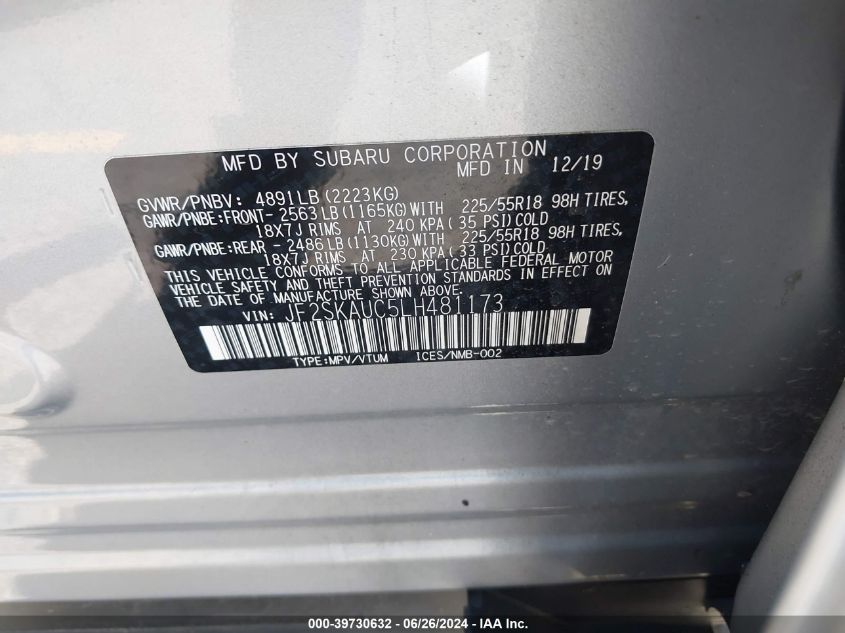 MFD BY SUBARU CORPORATION
MFD IN 12/19
GVWR/PNBV: 4891LB(2223KG)
GAWR/PNBE:FRONT-2563LB(1165KG)WITH 225/55R18 98H TIRES,
18X7J RIMS AT 240 KPA(35 PSI)COLD
GAWR/PNBE:REAR -2486LB(1130KG)WITH 225/55R18 98H TIRES,
18X7J RIMS AT 230 KPA(33 PSI)COLD
THIS VEHICLE CONFORMS TO ALL APPLICABLE FEDERAL MOTOR
VEHICLE SAFETY AND THEFT PREVENTION STANDARDS IN EFFECT ON
THE DATE OF MANUFACTURE SHOWN ABOVE.
VIN: JF2SKAUC5LH481173
TYPE:MPV/VTUM ICES/NMB-002
000-39730632 - 06/26/2024 - IAA Inc.